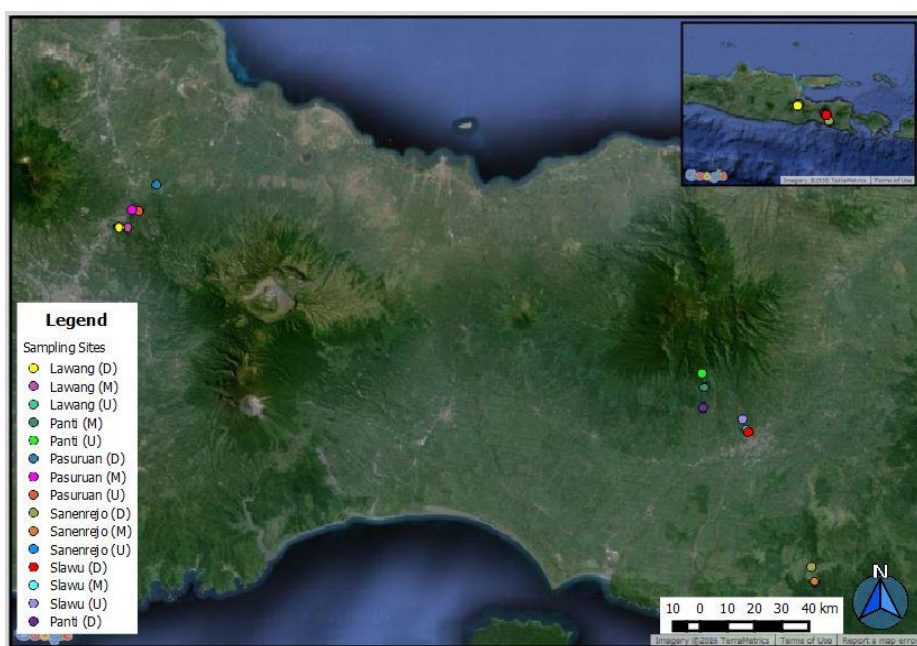 Imagery ©2016 TerraMetrics
Terms of Use
Legend
Sampling Sites
Lawang (D)
Lawang (M)
Lawang (U)
Panti (M)
Panti (U)
Pasuruan (D)
Pasuruan (M)
Pasuruan (U)
Sanenrejo (D)
Sanenrejo (M)
Sanenrejo (U)
Slawu (D)
Slawu (M)
Slawu (U)
Panti (D)
N
10 0 10 20 30 40 km
Imagery ©2016 TerraMetrics
Terms of Use
Report a map error